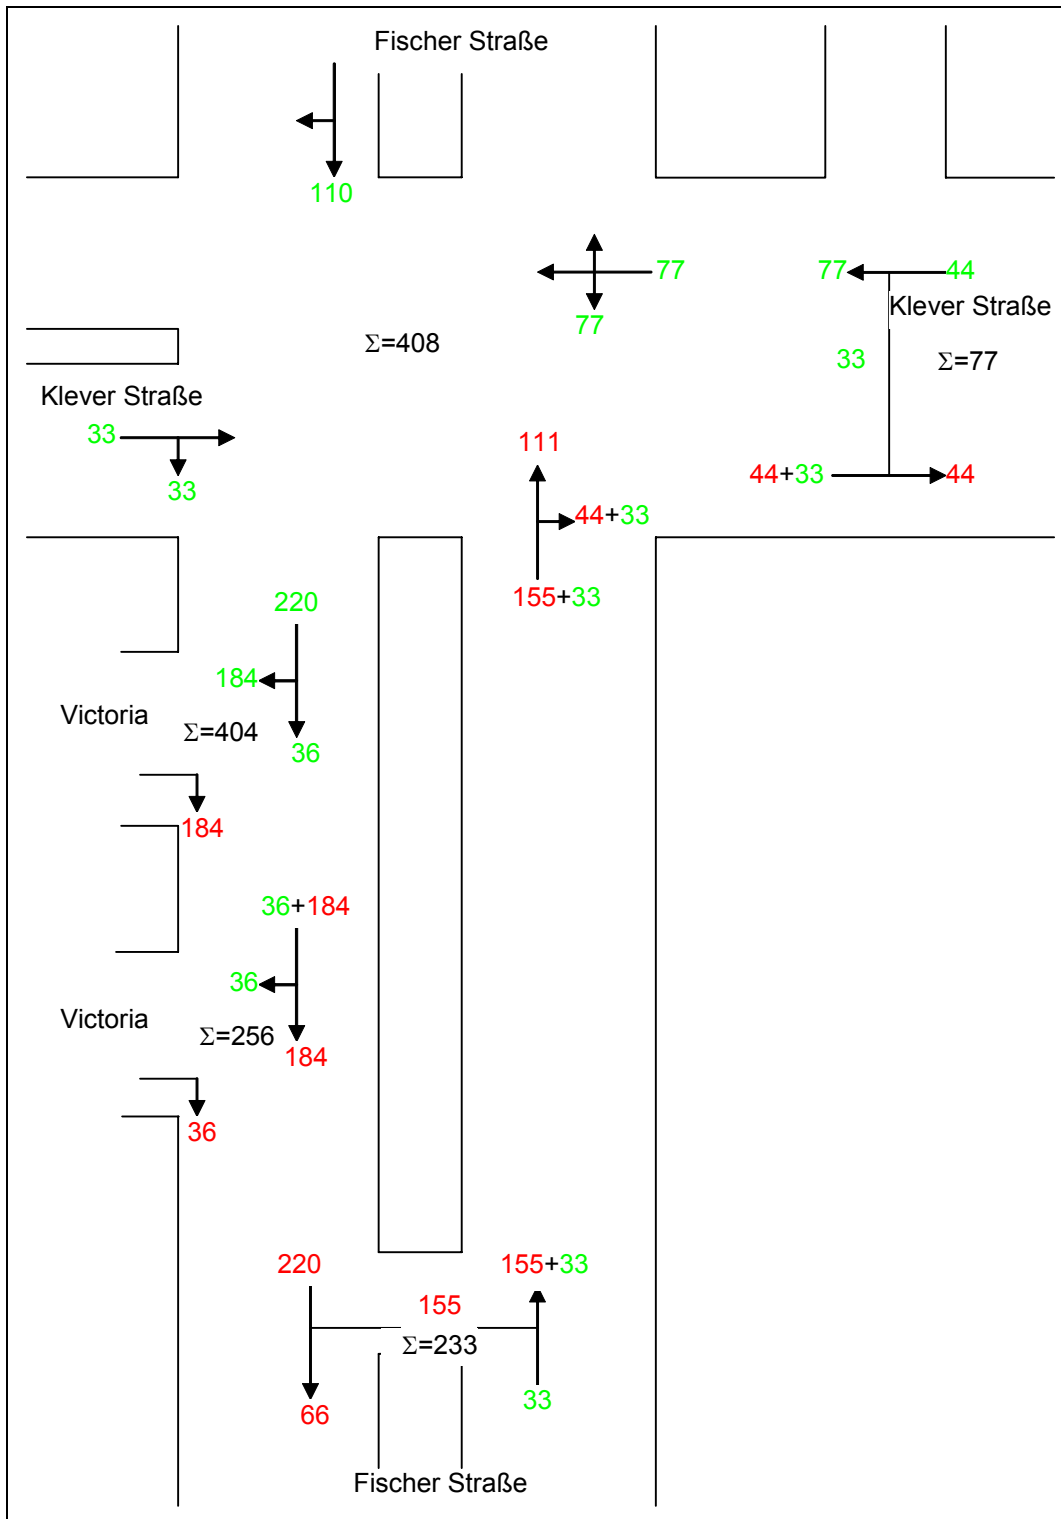 Fischer Straße
110
77
77
77
44
Klever Straße
Σ=408
33
Σ=77
Klever Straße
33
33
111
44+33
44
44+33
155+33
220
184
Victoria
Σ=404
36
184
36+184
36
Victoria
Σ=256
184
36
220
155+33
155
Σ=233
66
33
Fischer Straße